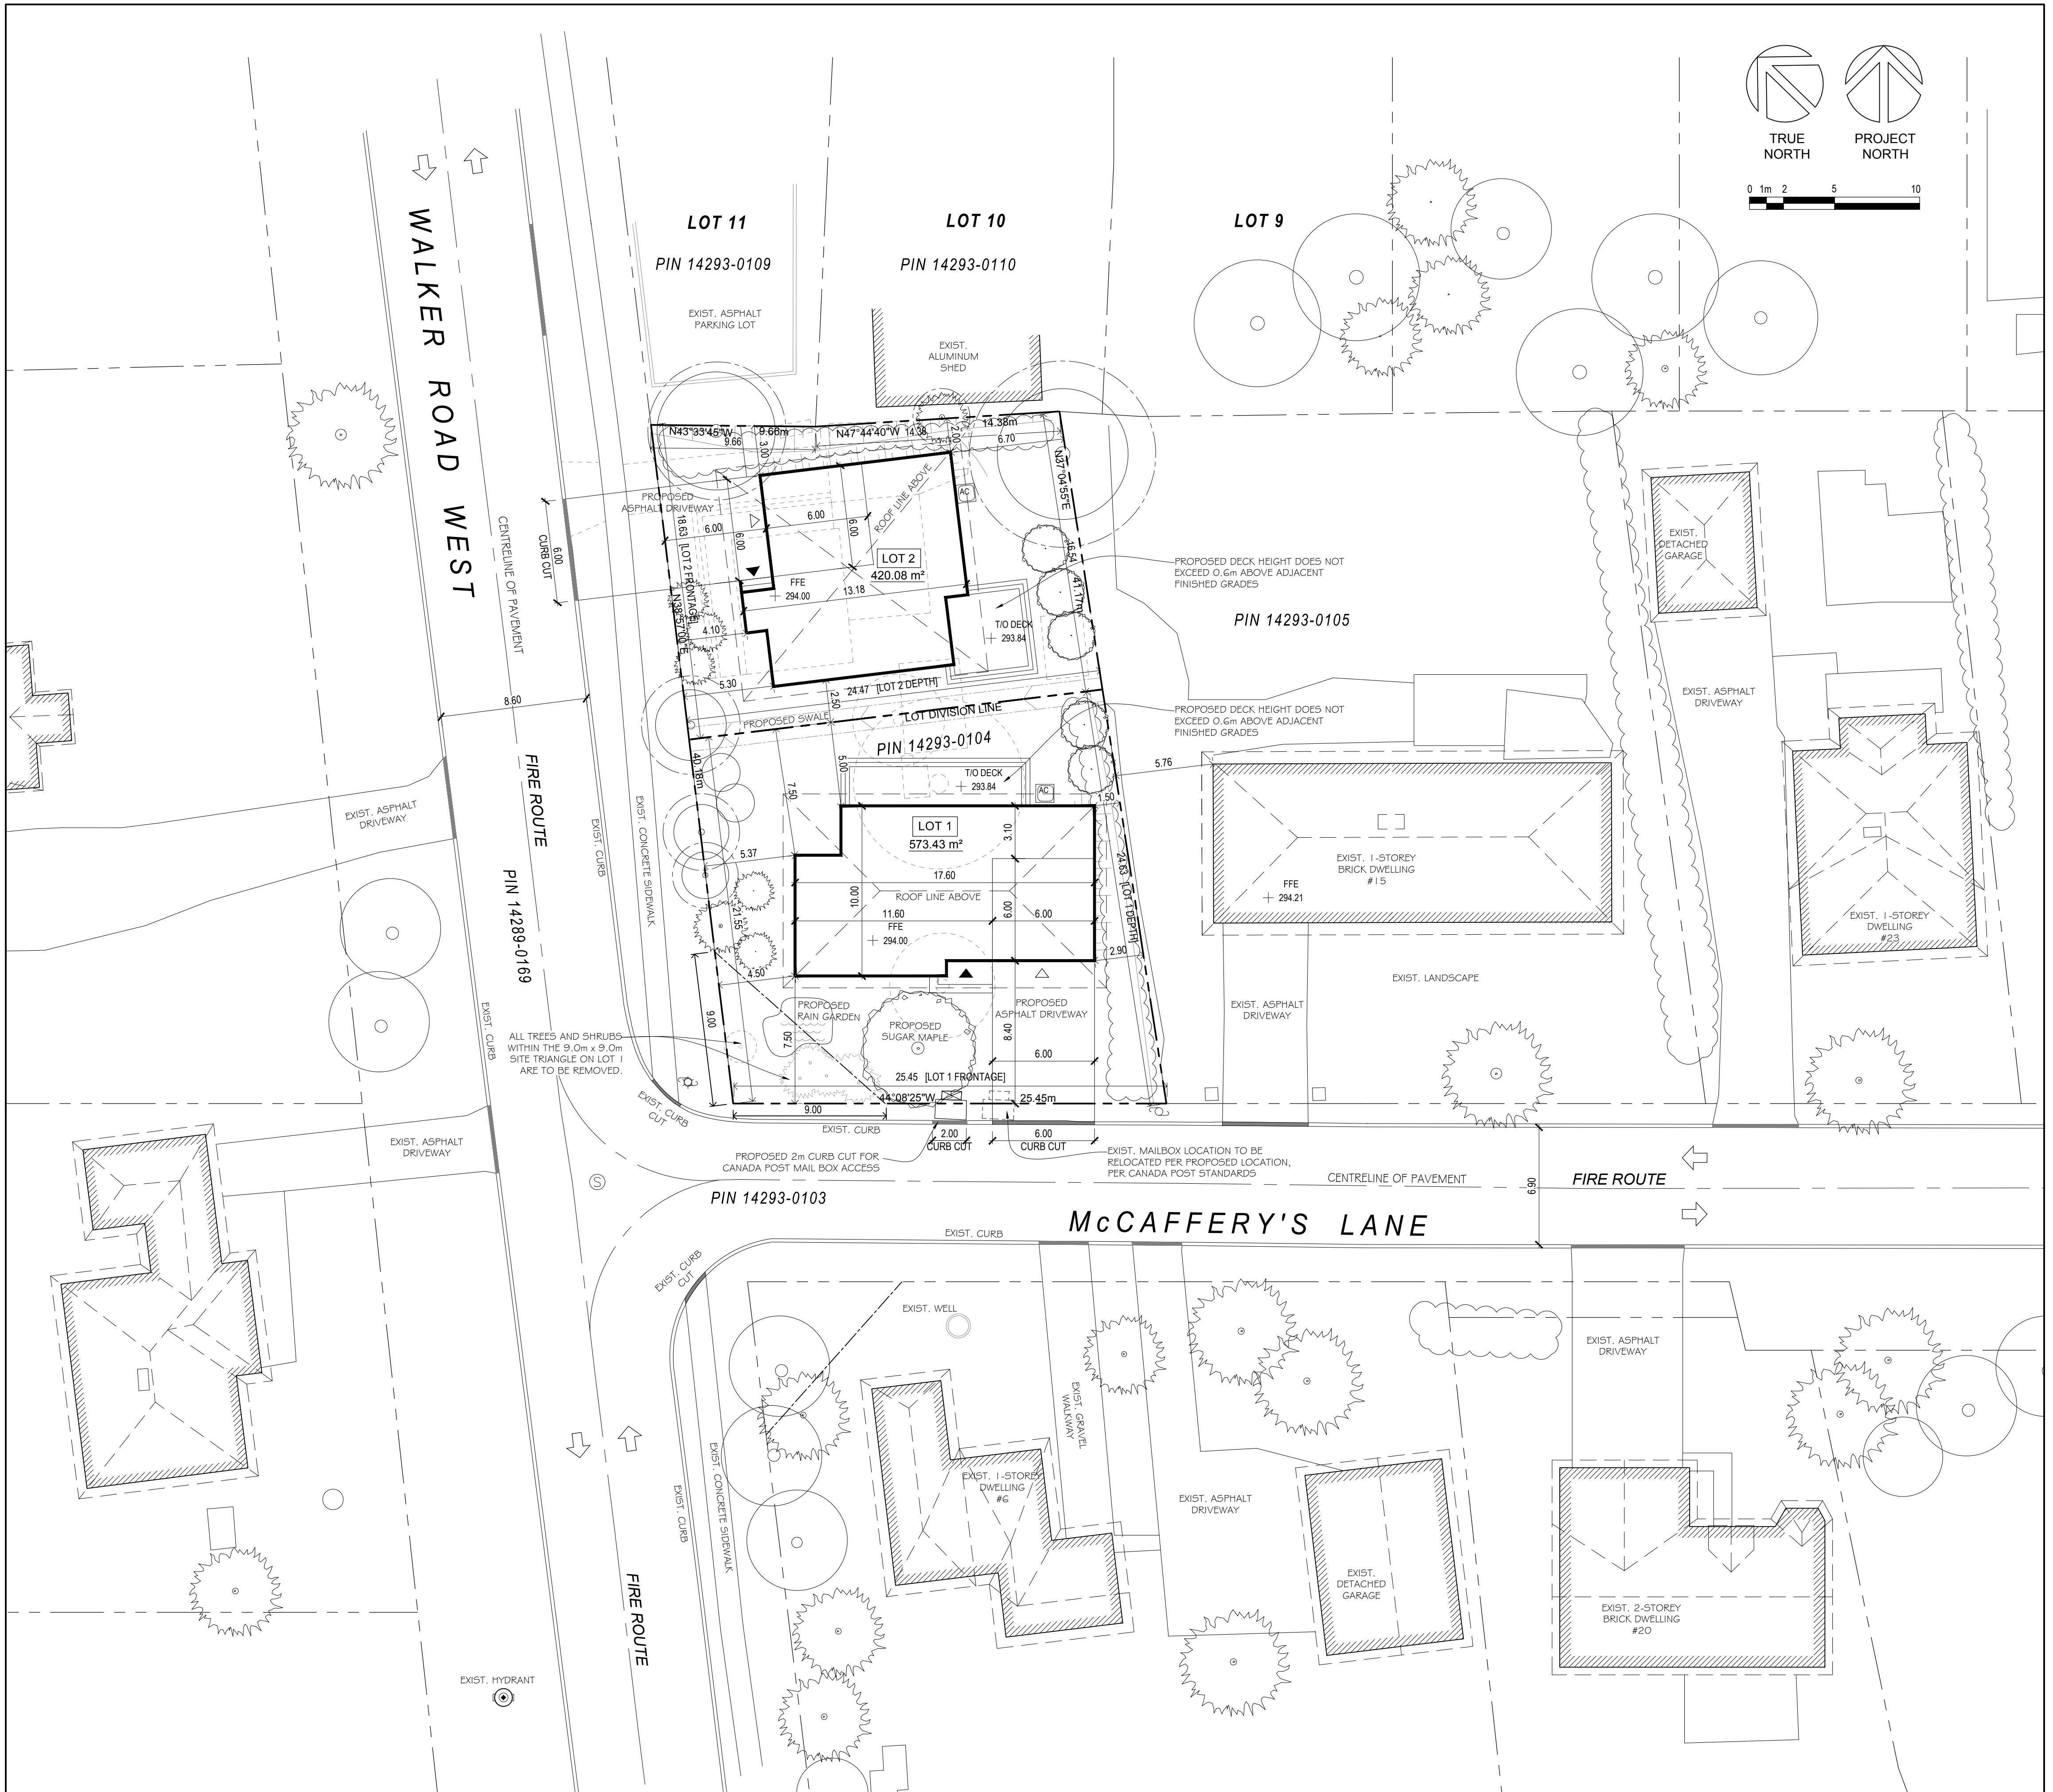 TRUE
NORTH
PROJECT
NORTH
0 1m 2 5 10
WALKER ROAD WEST
LOT 11
PIN 14293-0109
LOT 10
PIN 14293-0110
LOT 9
EXIST. ASPHALT
PARKING LOT
EXIST.
ALUMINUM
SHED
N43°33'45"W
9.66m
9.66
N47°44'40"W
14.38
14.38m
3.00
2.00
6.70
N37°04'55"E
AC
ROOF LINE ABOVE
PROPOSED
ASPHALT DRIVEWAY
18.63 [LOT 2 FRONTAGE]
N38°57'00"E
6.00
6.00
6.00
6.00
LOT 2
420.08 m²
FFE
294.00
13.18
16.54
41.17m
T/O DECK
293.84
4.10
5.30
2.50
24.47 [LOT 2 DEPTH]
PROPOSED SWALE
LOT DIVISION LINE
PIN 14293-0104
PROPOSED DECK HEIGHT DOES NOT
EXCEED 0.6m ABOVE ADJACENT
FINISHED GRADES
PROPOSED DECK HEIGHT DOES NOT
EXCEED 0.6m ABOVE ADJACENT
FINISHED GRADES
PIN 14293-0105
6.00
CURB CUT
CENTRELINE OF PAVEMENT
8.60
FIRE ROUTE
PIN 14289-0169
EXIST. CURB
EXIST. CONCRETE SIDEWALK
EXIST. ASPHALT
DRIVEWAY
40.18m
7.50
5.00
T/O DECK
293.84
AC
1.50
5.76
LOT 1
573.43 m²
3.10
5.37
17.60
10.00
ROOF LINE ABOVE
11.60
6.00
6.00
FFE
294.00
24.63 [LOT 1 DEPTH]
2.90
21.55
4.50
9.00
7.50
PROPOSED
RAIN GARDEN
PROPOSED
SUGAR MAPLE
PROPOSED
ASPHALT DRIVEWAY
8.40
6.00
25.45 [LOT 1 FRONTAGE]
44°08'25"W
25.45m
9.00
EXIST. CURB
2.00
CURB CUT
6.00
CURB CUT
ALL TREES AND SHRUBS
WITHIN THE 9.0m x 9.0m
SITE TRIANGLE ON LOT 1
ARE TO BE REMOVED.
EXIST. CURB
EXIST. CURB
CUT
PROPOSED 2m CURB CUT FOR
CANADA POST MAIL BOX ACCESS
EXIST. MAILBOX LOCATION TO BE
RELOCATED PER PROPOSED LOCATION,
PER CANADA POST STANDARDS
EXIST.
DETACHED
GARAGE
EXIST. ASPHALT
DRIVEWAY
EXIST. 1-STOREY
BRICK DWELLING
#15
FFE
294.21
EXIST. 1-STOREY
DWELLING
#23
EXIST. LANDSCAPE
EXIST. ASPHALT
DRIVEWAY
EXIST. ASPHALT
DRIVEWAY
S
PIN 14293-0103
CENTRELINE OF PAVEMENT
6.90
FIRE ROUTE
McCAFFERY'S LANE
EXIST. CURB
EXIST. CURB
CUT
EXIST. WELL
EXIST. GRAVEL
WALKWAY
EXIST. ASPHALT
DRIVEWAY
EXIST. CURB
EXIST. CONCRETE SIDEWALK
EXIST. 1-STOREY
DWELLING
#6
EXIST. ASPHALT
DRIVEWAY
EXIST.
DETACHED
GARAGE
EXIST. 2-STOREY
BRICK DWELLING
#20
FIRE ROUTE
EXIST. HYDRANT